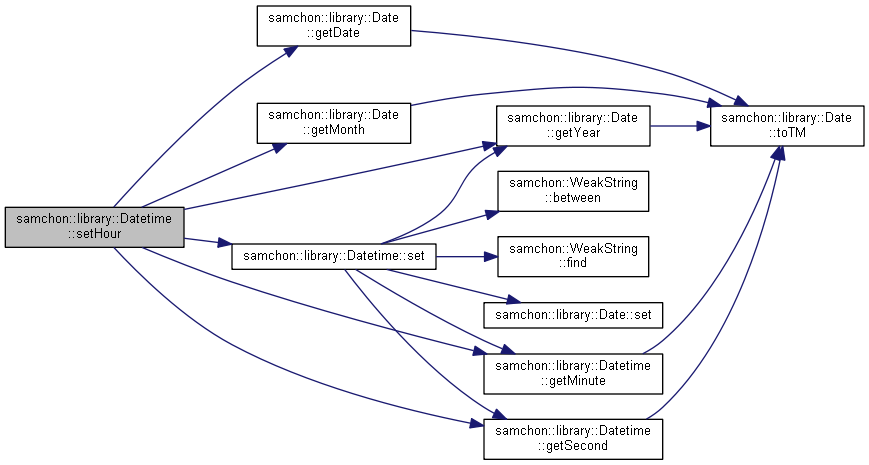 samchon::library::Date
::getDate
samchon::library::Date
::getMonth
samchon::library::Date
::getYear
samchon::library::Date
::toTM
samchon::WeakString
::between
samchon::library::Datetime
::setHour
samchon::library::Datetime::set
samchon::WeakString
::find
samchon::library::Date::set
samchon::library::Datetime
::getMinute
samchon::library::Datetime
::getSecond